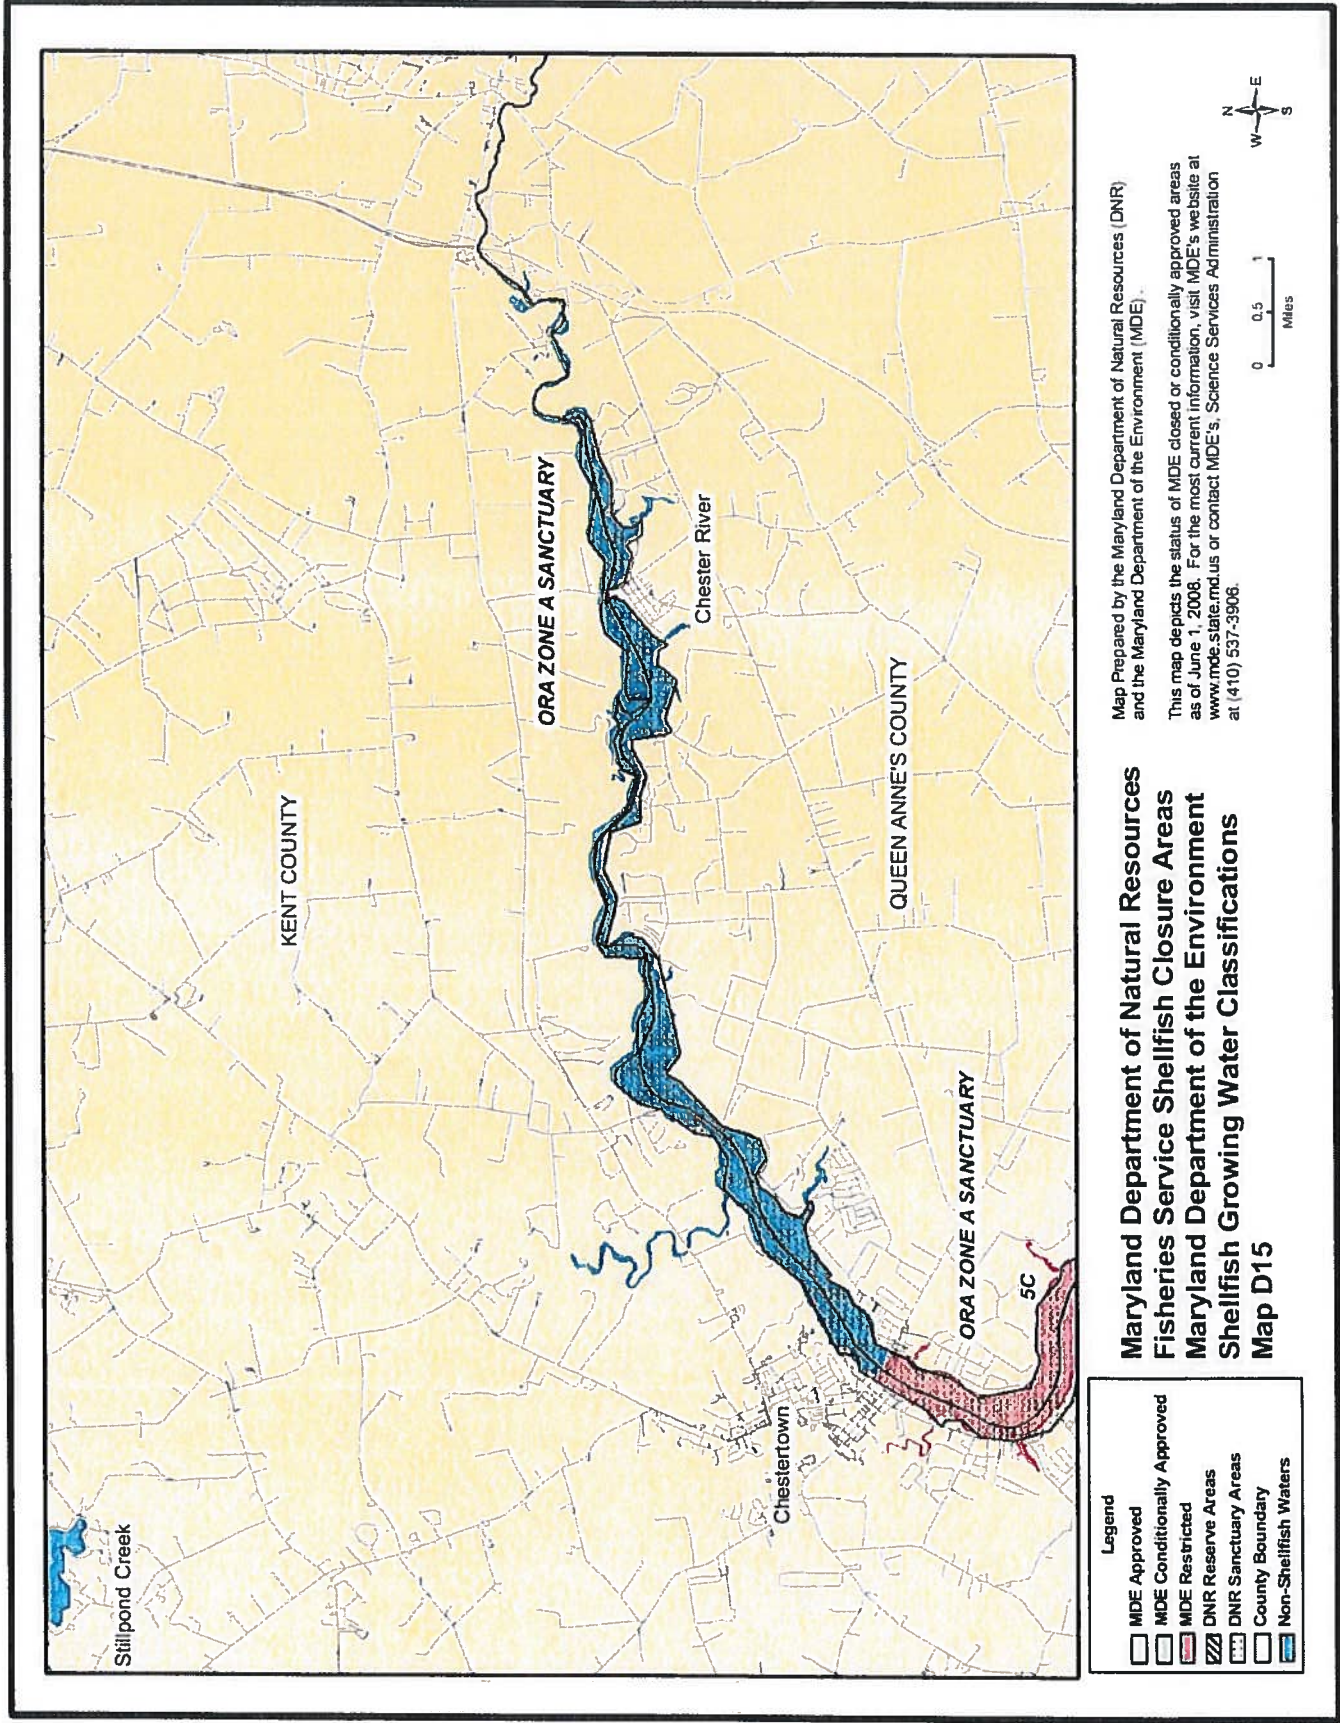 Stillpond Creek
KENT COUNTY
ORA ZONE A SANCTUARY
Chester River
QUEEN ANNE'S COUNTY
ORA ZONE A SANCTUARY
5C
Chestertown
Legend
MDE Approved
MDE Conditionally Approved
MDE Restricted
DNR Reserve Areas
DNR Sanctuary Areas
County Boundary
Non-Shellfish Waters
Maryland Department of Natural Resources
Fisheries Service Shellfish Closure Areas
Maryland Department of the Environment
Shellfish Growing Water Classifications
Map D15
Map Prepared by the Maryland Department of Natural Resources (DNR)
and the Maryland Department of the Environment (MDE).
This map depicts the status of MDE closed or conditionally approved areas
as of June 1, 2008. For the most current information, visit MDE's website at
www.mde.state.md.us or contact MDE's, Science Services Administration
at (410) 537-3906.
0 0.5 1
Miles
N
W E
S